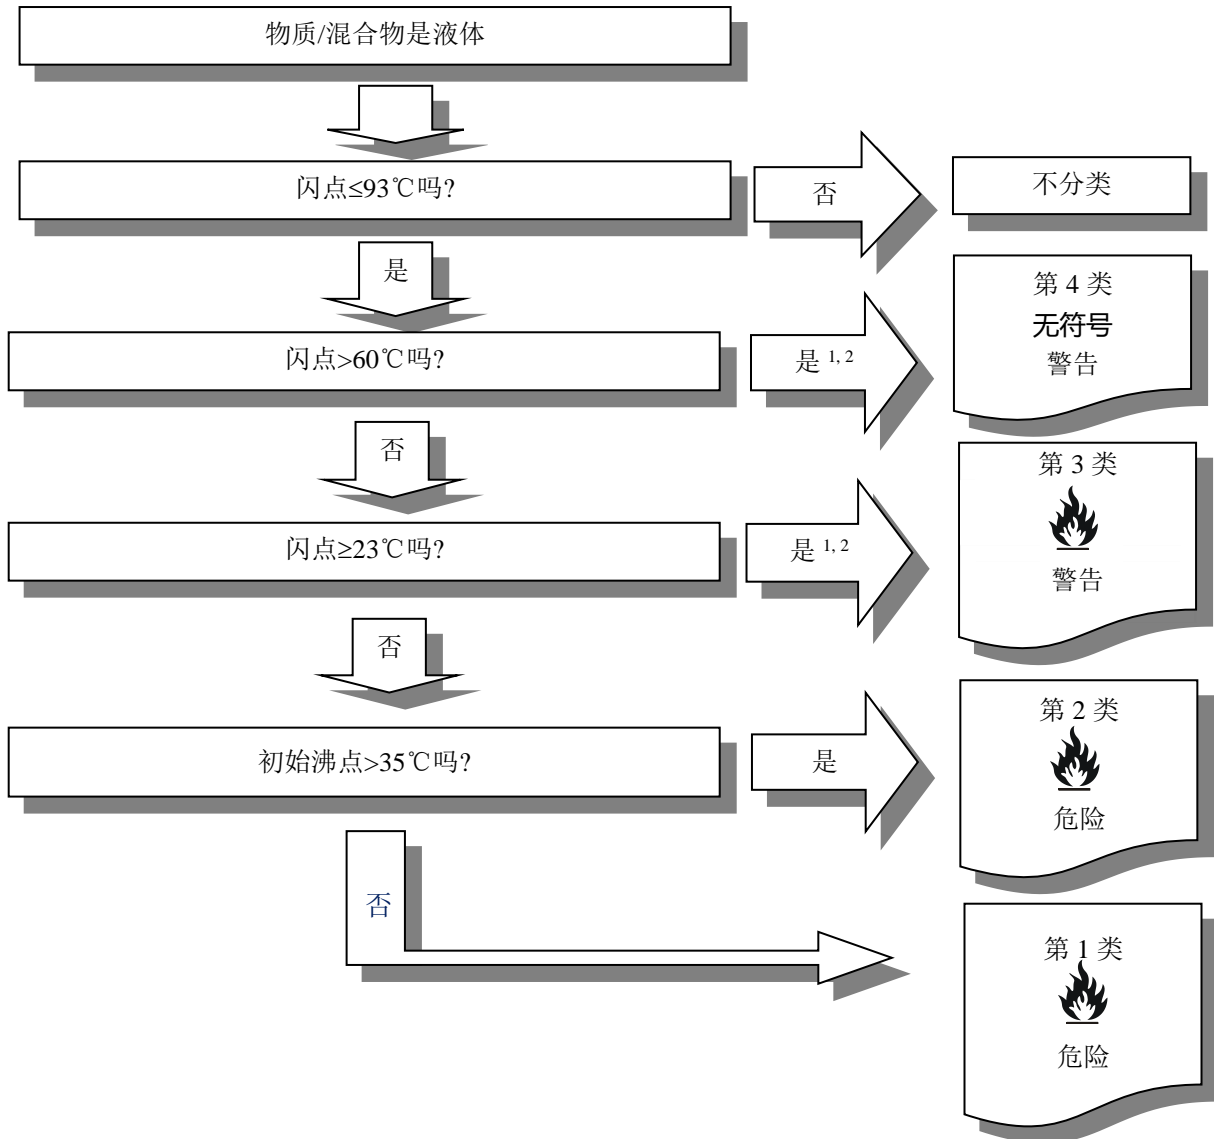 物质/混合物是液体
闪点≤93℃吗?
否
不分类
是
第 4 类
无符号
警告
闪点>60℃吗?
是 1, 2
否
第 3 类
警告
闪点≥23℃吗?
是 1, 2
否
第 2 类
危险
初始沸点>35℃吗?
是
否
第 1 类
危险